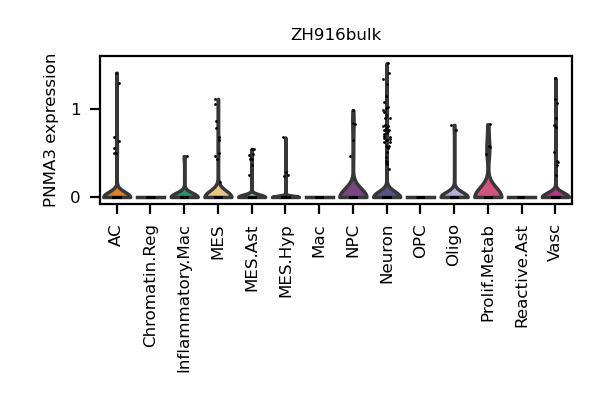 ZH916bulk
PNMA3 expression
1
0
AC
Chromatin.Reg
Inflammatory.Mac
MES
MES.Ast
MES.Hyp
Mac
NPC
Neuron
OPC
Oligo
Prolif.Metab
Reactive.Ast
Vasc